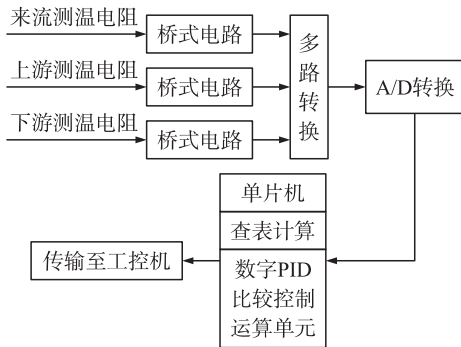 来流测温电阻
桥式电路
上游测温电阻
桥式电路
下游测温电阻
桥式电路
多
路
转
换
A/D转换
单片机
查表计算
数字PID
比较控制
运算单元
传输至工控机